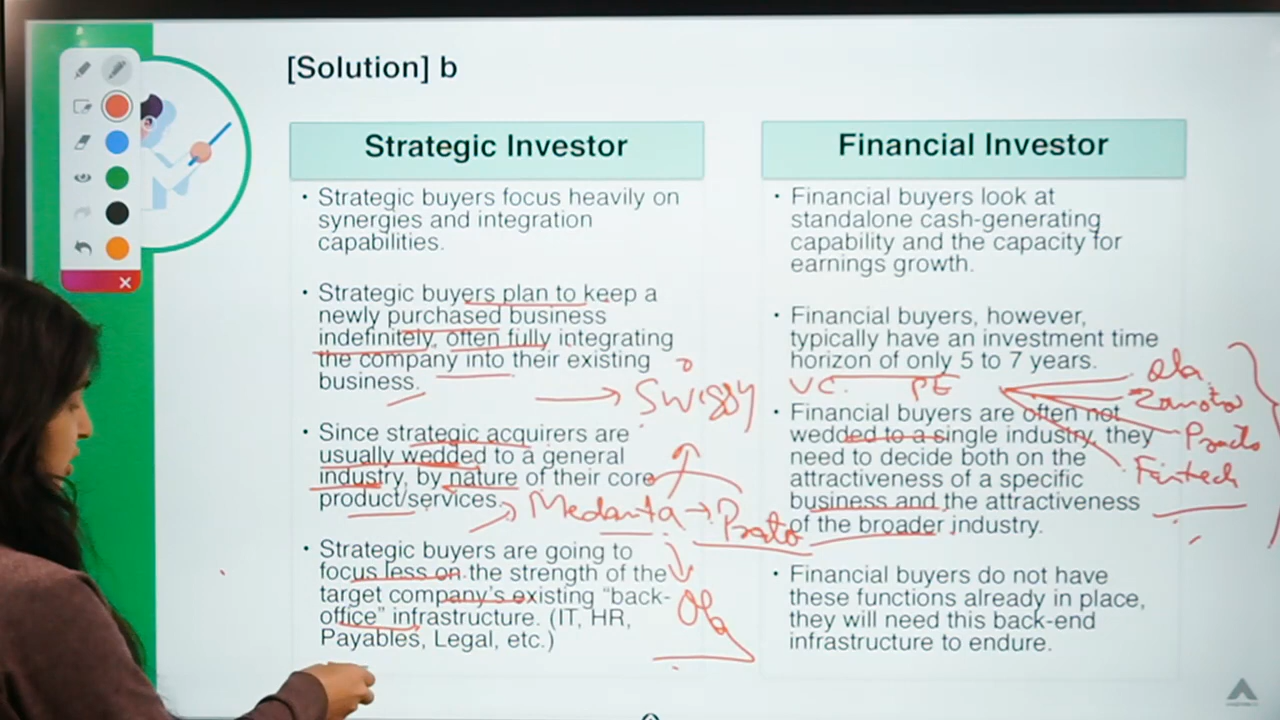 [Solution] b
Strategic Investor
• Strategic buyers focus heavily on
synergies and integration
capabilities.
• Strategic buyers plan to keep a
newly purchased business
indefinitely, often fully integrating
the company into their existing
business.
→ Swiggy
• Since strategic acquirers are
usually wedded to a general
industry, by nature of their core
product/services.
→ Medanta → Practo
• Strategic buyers are going to
focus less on the strength of the
target company's existing "back-
office" infrastructure. (IT, HR,
Payables, Legal, etc.)
Ola
Financial Investor
• Financial buyers look at
standalone cash-generating
capability and the capacity for
earnings growth.
• Financial buyers, however,
typically have an investment time
horizon of only 5 to 7 years.
VC. PE
Ola
Zomato
Practo
Fintech
• Financial buyers are often not
wedded to a single industry, they
need to decide both on the
attractiveness of a specific
business and the attractiveness
of the broader industry.
• Financial buyers do not have
these functions already in place,
they will need this back-end
infrastructure to endure.